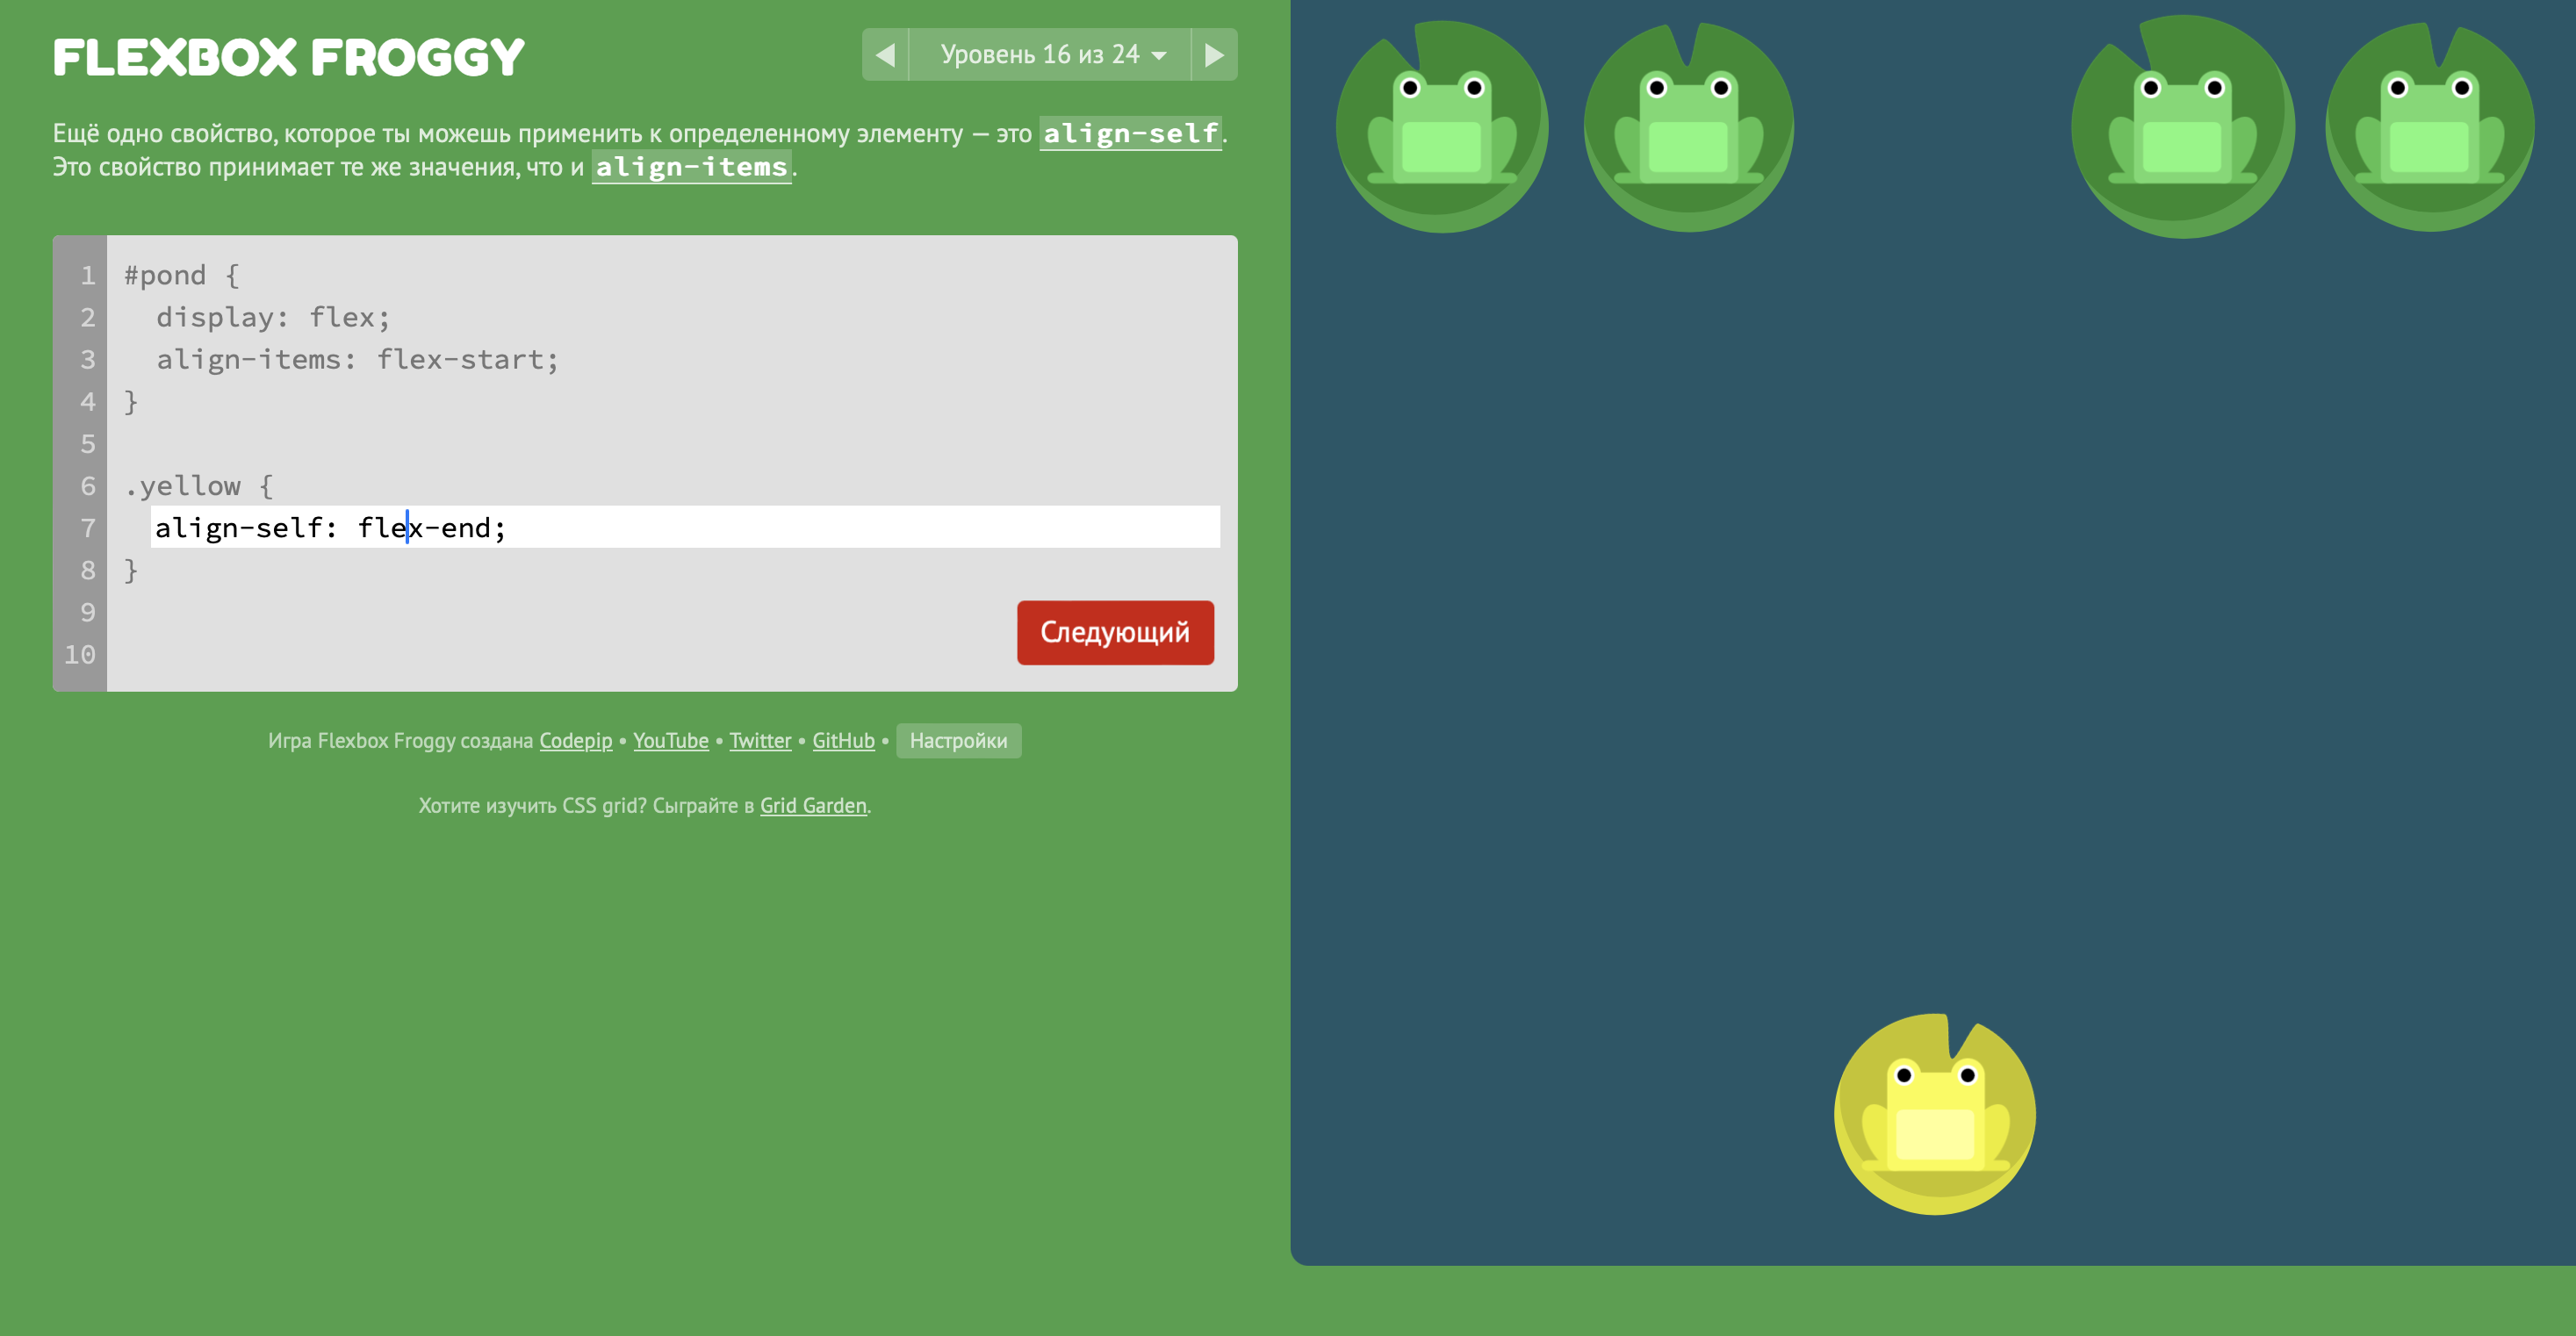 FLEXBOX FROGGY
Уровень 16 из 24
Ещё одно свойство, которое ты можешь применить к определенному элементу — это align-self.
Это свойство принимает те же значения, что и align-items.
1 #pond {
2 display: flex;
3 align-items: flex-start;
4 }
5
6 .yellow {
7 align-self: flex-end;
8 }
9
10
Следующий
Игра Flexbox Froggy создана Codepip • YouTube • Twitter • GitHub • Настройки
Хотите изучить CSS grid? Сыграйте в Grid Garden.